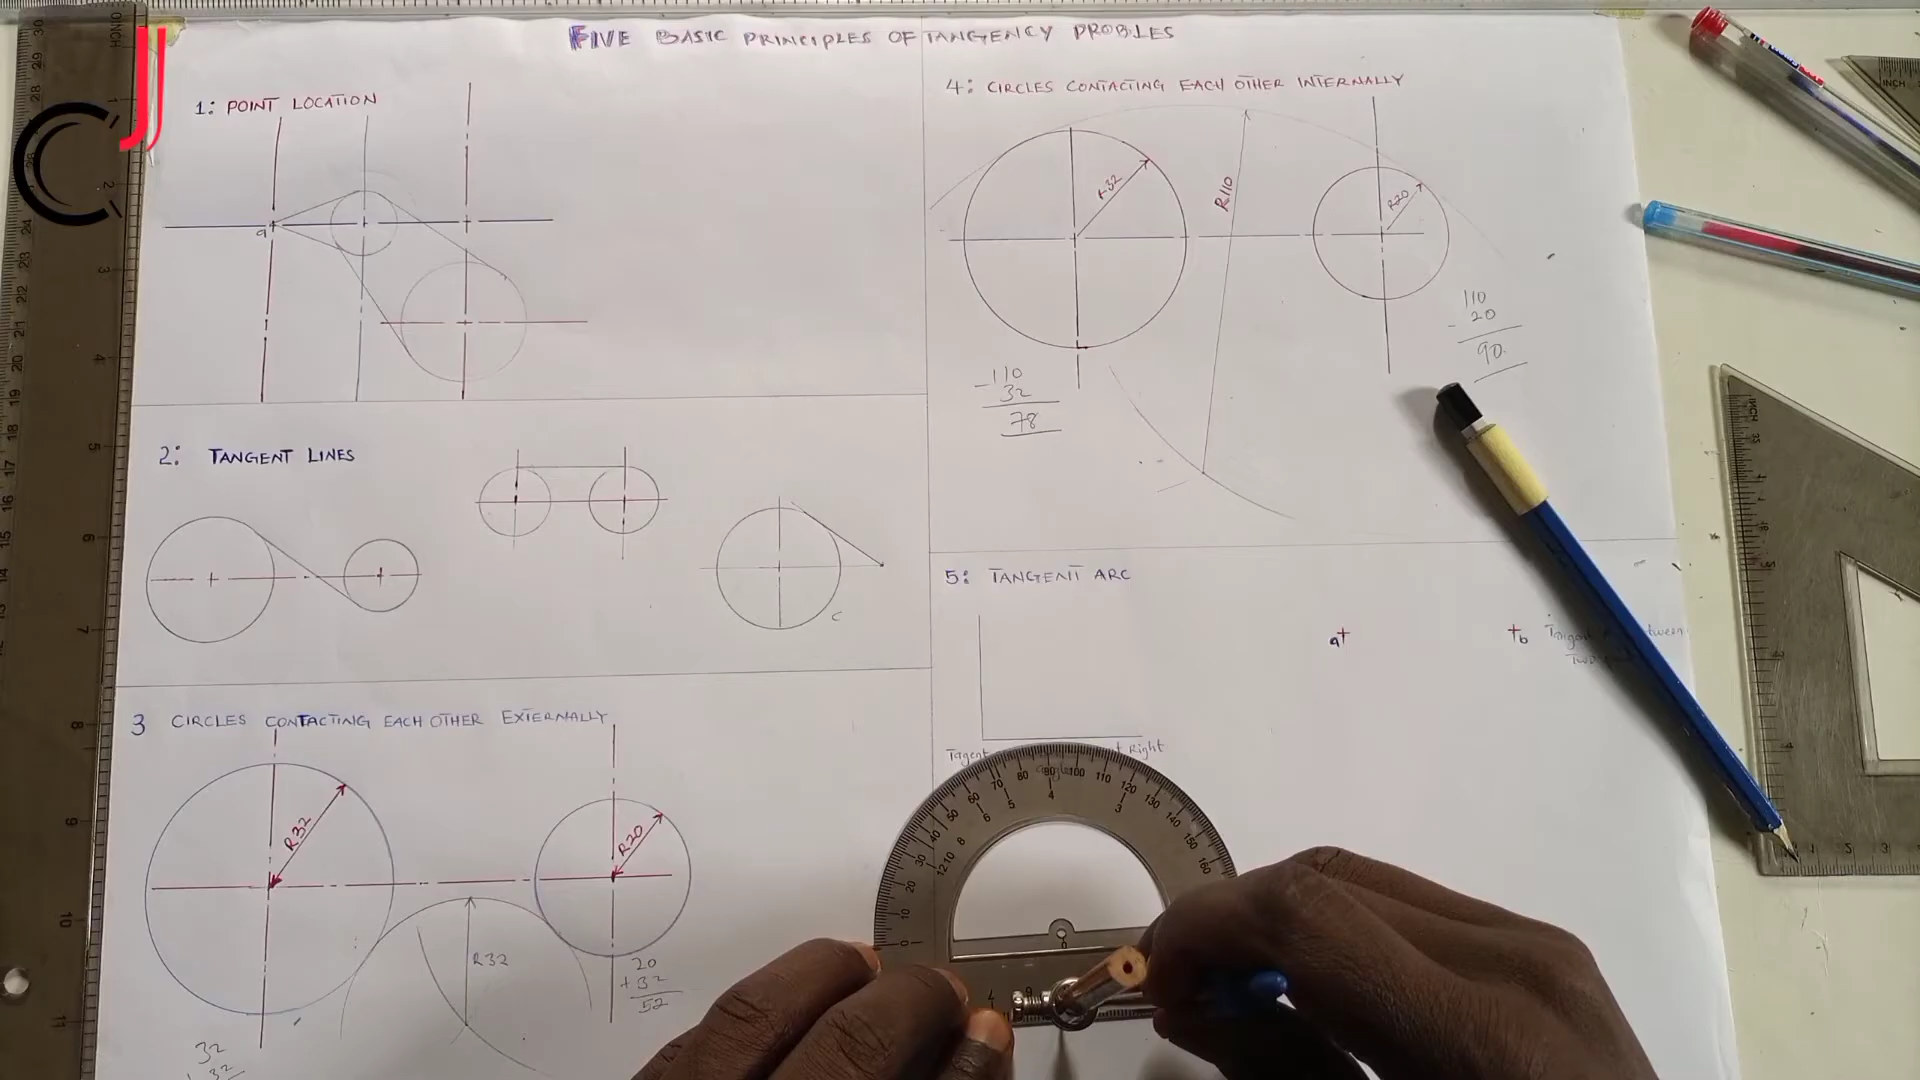 FIVE BASIC PRINCIPLES OF TANGENCY PROBLES
1: POINT LOCATION
a
2: TANGENT LINES
C
3 CIRCLES CONTACTING EACH OTHER EXTERNALLY
R32
R20
R32
20
+32
52
32
32
4: CIRCLES CONTACTING EACH OTHER INTERNALLY
R32
R110
R20
110
- 20
90
-110
32
78
5: TANGENT ARC
a
b
Tagent
Right